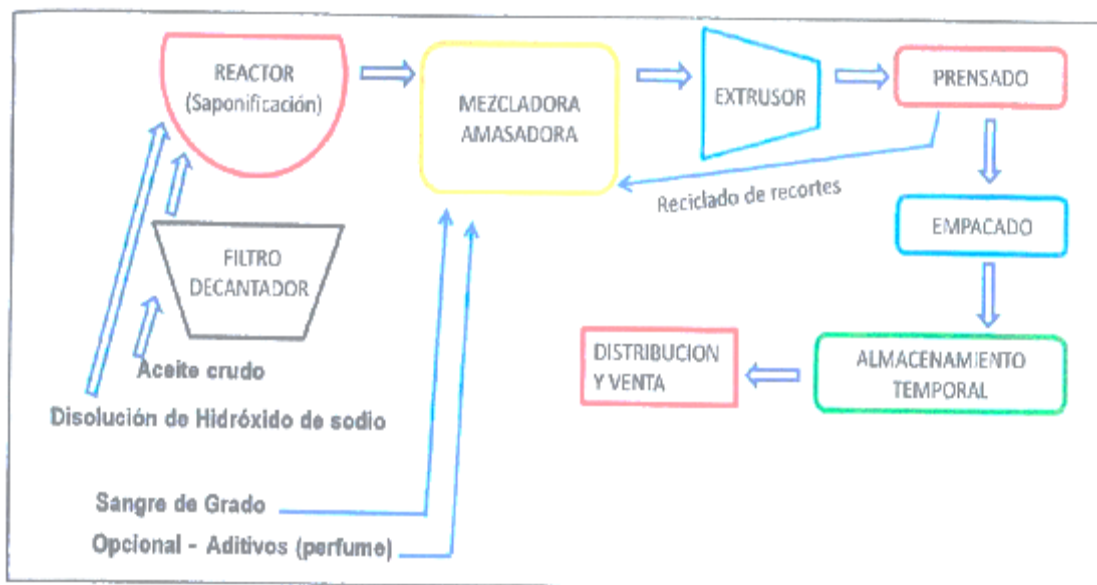 REACTOR
(Saponificación)
MEZCLADORA
AMASADORA
EXTRUSOR
PRENSADO
Reciclado de recortes
FILTRO
DECANTADOR
EMPACADO
Aceite crudo
DISTRIBUCION
Y VENTA
ALMACENAMIENTO
TEMPORAL
Disolución de Hidróxido de sodio
Sangre de Grado
Opcional - Aditivos (perfume)